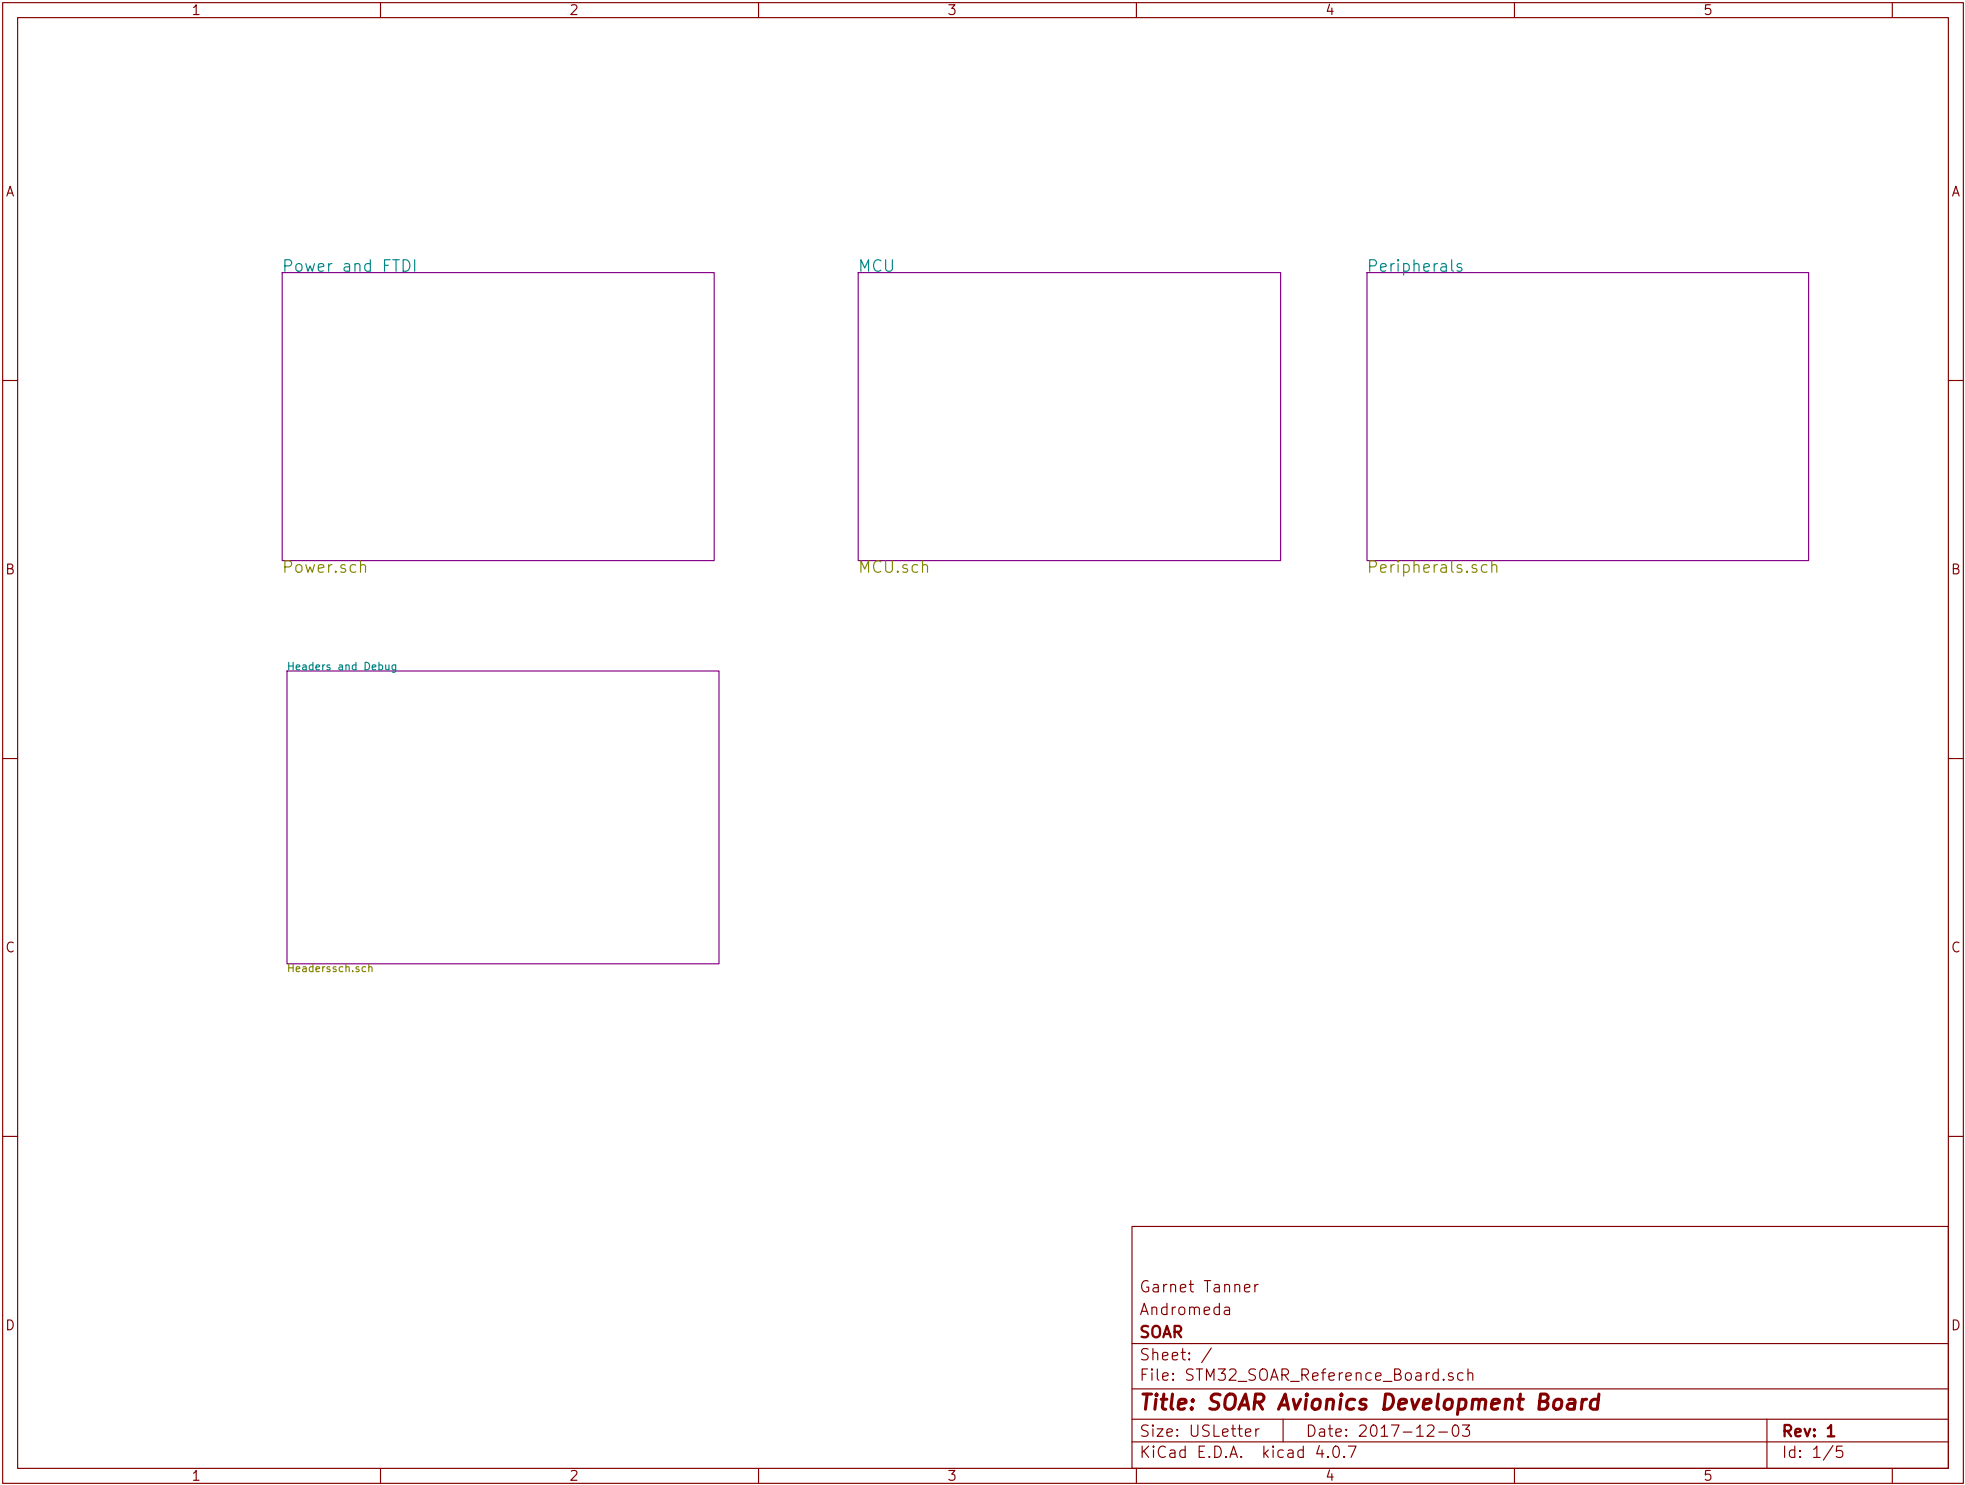 1 2 3 4 5
A A
Power and FTDI MCU Peripherals
B B
Power.sch MCU.sch Peripherals.sch
Headers and Debug
C C
Headerssch.sch
Garnet Tanner
Andromeda
D D
SOAR
Sheet: /
File: STM32_SOAR_Reference_Board.sch
Title: SOAR Avionics Development Board
Size: USLetter Date: 2017-12-03 Rev: 1
KiCad E.D.A. kicad 4.0.7 Id: 1/5
1 2 3 4 5